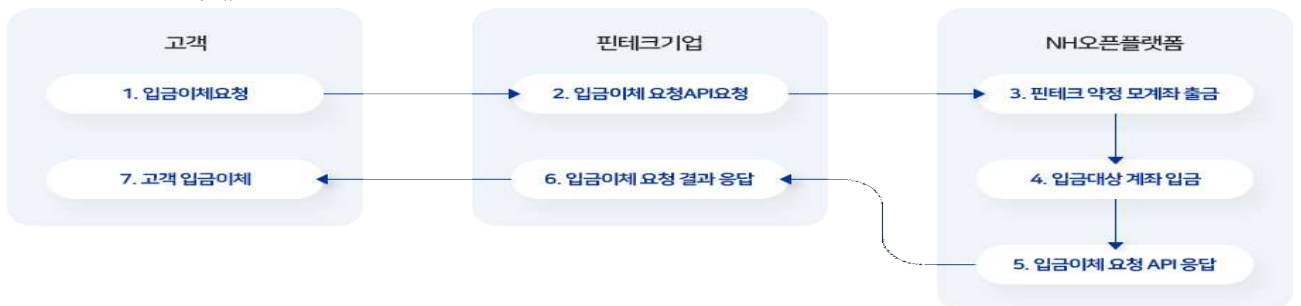 고객
핀테크기업
NH오픈플랫폼
1. 입금이체요청
2. 입금이체 요청API요청
3. 핀테크 약정 모계좌 출금
7. 고객 입금이체
6. 입금이체 요청 결과 응답
4. 입금대상 계좌 입금
5. 입금이체 요청 API 응답